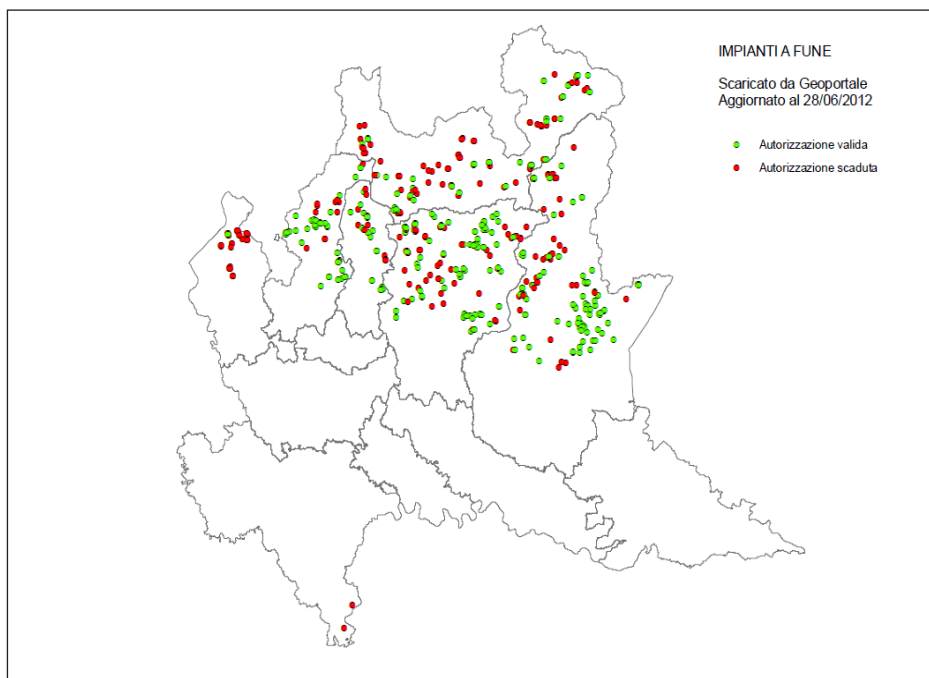 IMPIANTI A FUNE
Scaricato da Geoportale
Aggiornato al 28/06/2012
Autorizzazione valida
Autorizzazione scaduta